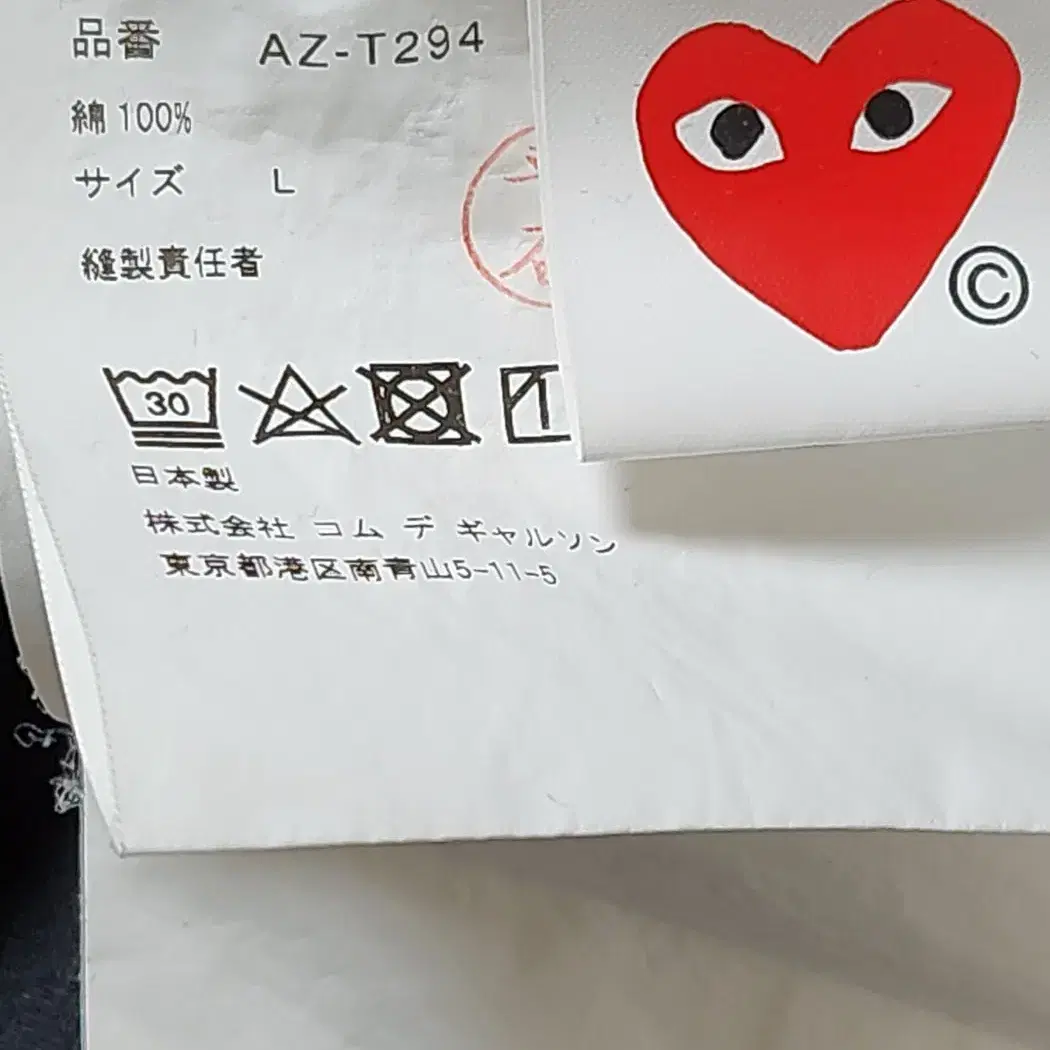 品番 AZ-T294
綿 100%
サイズ L
縫製責任者
30
日本製
株式会社 コム デ ギャルソン
東京都港区南青山5-11-5
©